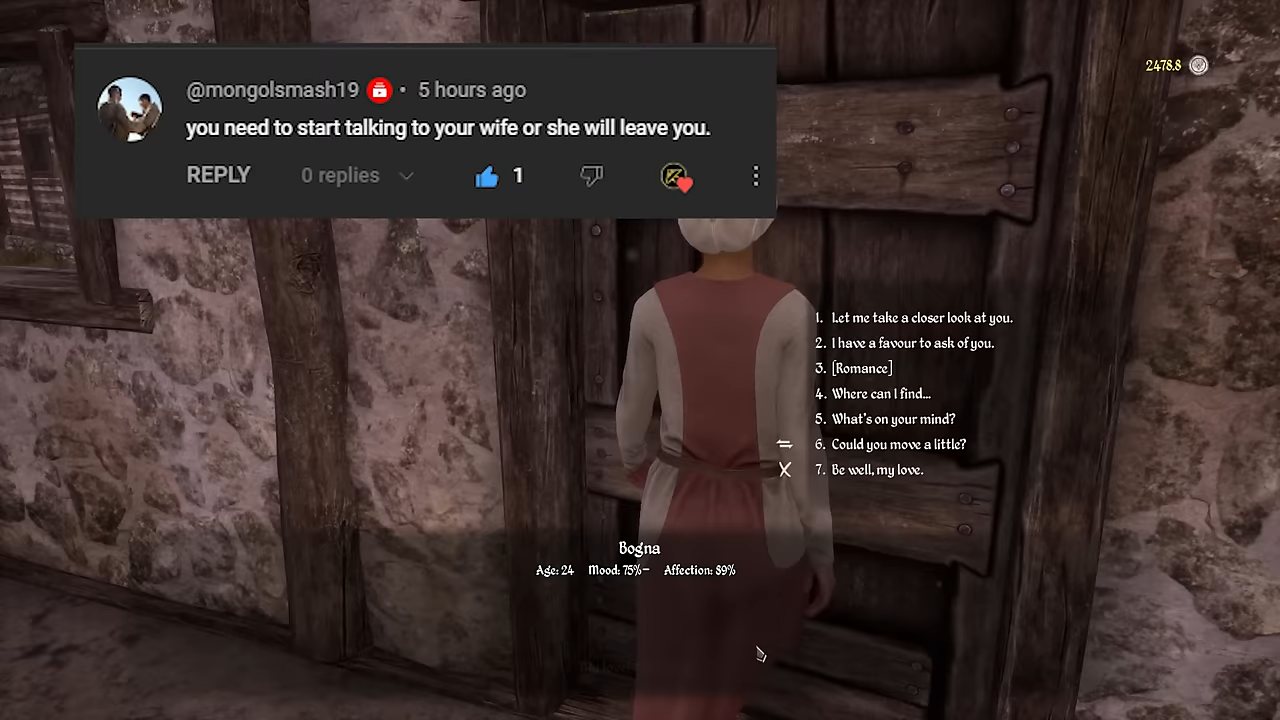 @mongolsmash19 • 5 hours ago
2478.8
you need to start talking to your wife or she will leave you.
REPLY 0 replies 1
1. Let me take a closer look at you.
2. I have a favour to ask of you.
3. [Romance]
4. Where can I find...
5. What's on your mind?
6. Could you move a little?
7. Be well, my love.
Bogna
Age: 24 Mood: 75%- Affection: 89%